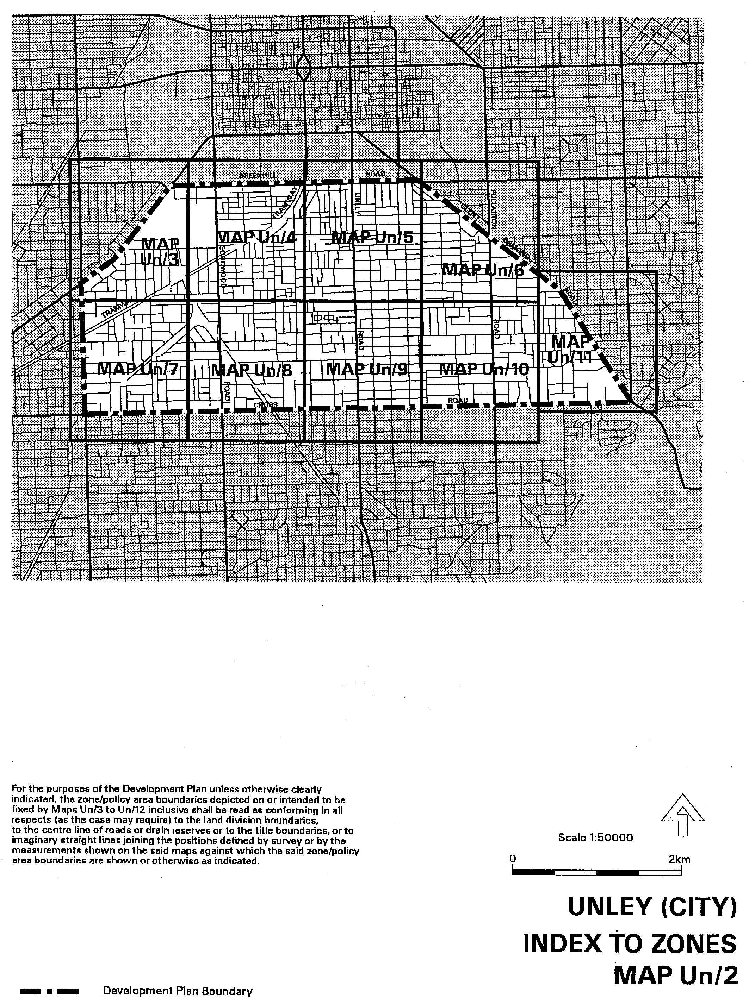 GREENHILL ROAD
TRAMWAY
UNLEY
FULLARTON
GLEN
OSMOND
ROAD
MAP
Un/3
MAP Un/4
MAP Un/5
MAP Un/6
GOODWOOD
TRAMWAY
ROAD
ROAD
MAP
Un/11
MAP Un/7
MAP Un/8
MAP Un/9
MAP Un/10
ROAD
CROSS
ROAD
For the purposes of the Development Plan unless otherwise clearly
indicated, the zone/policy area boundaries depicted on or intended to be
fixed by Maps Un/3 to Un/12 inclusive shall be read as conforming in all
respects (as the case may require) to the land division boundaries,
to the centre line of roads or drain reserves or to the title boundaries, or to
imaginary straight lines joining the positions defined by survey or by the
measurements shown on the said maps against which the said zone/policy
area boundaries are shown or otherwise as indicated.
Scale 1:50000
0 2km
UNLEY (CITY)
INDEX TO ZONES
MAP Un/2
Development Plan Boundary